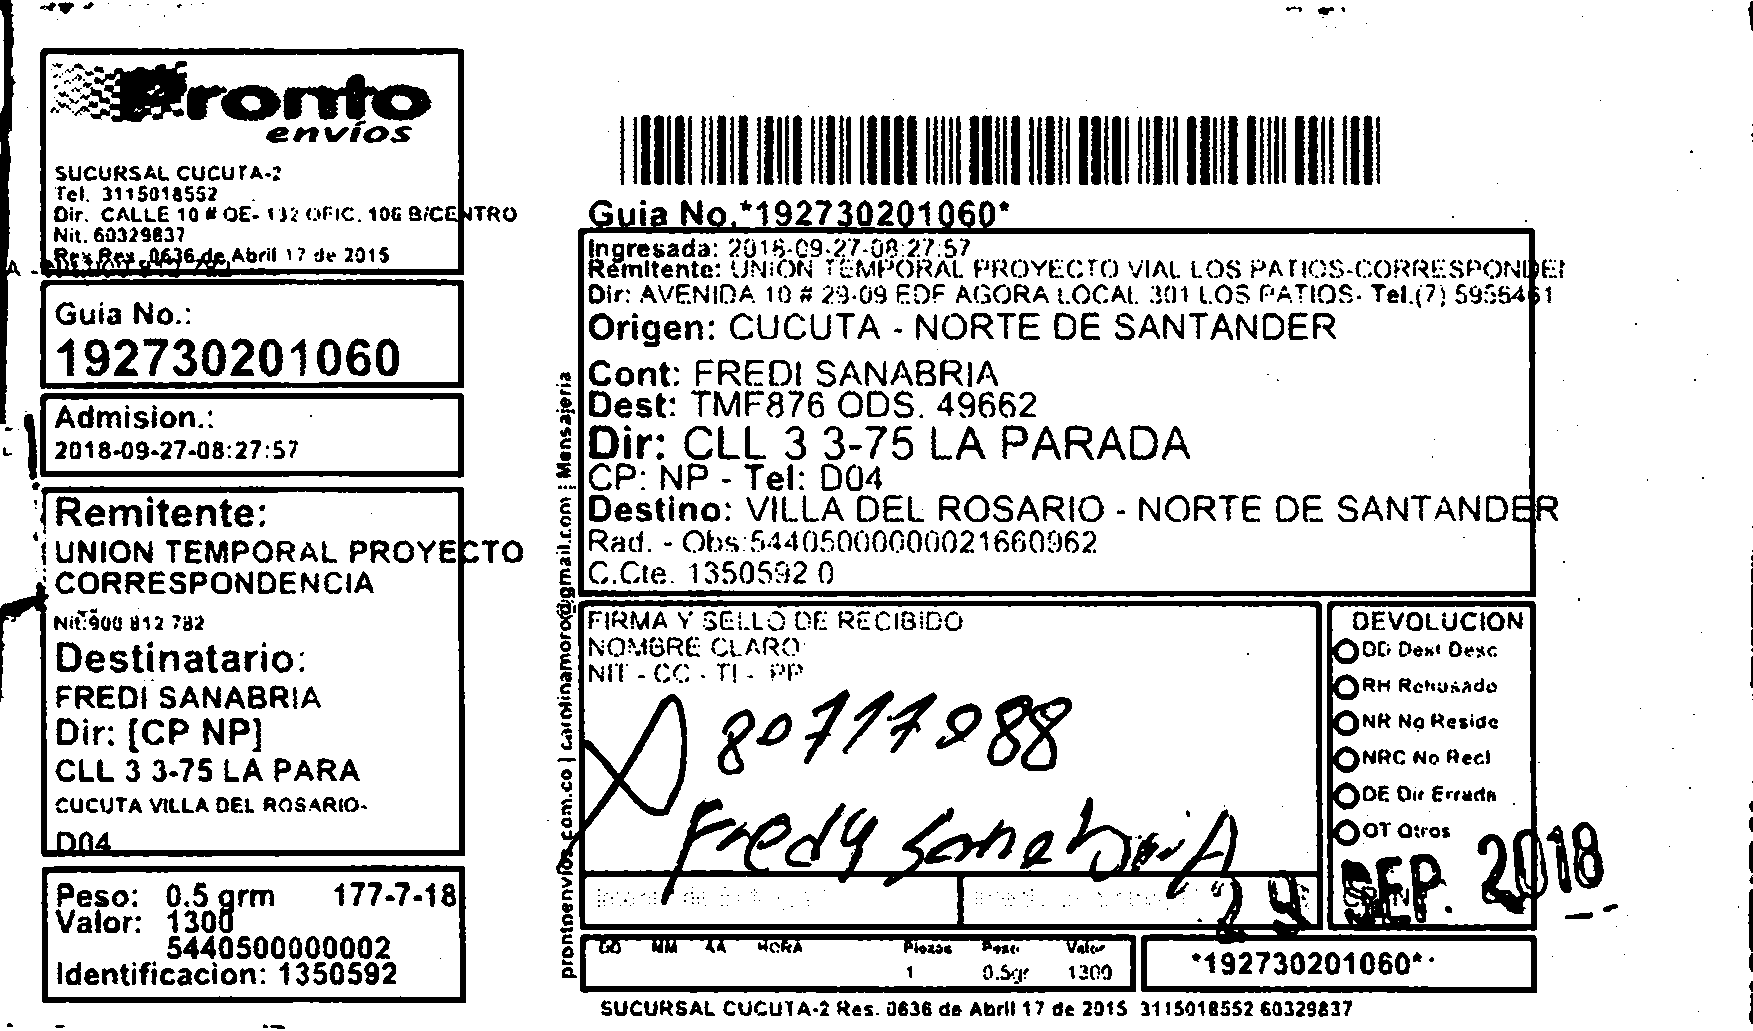 Pronto
envíos
SUCURSAL CUCUTA-2
Tel. 3115018552
Dir. CALLE 10 # OE- 132 OFIC. 106 B/CENTRO
Nit. 60329837
Res Res. 0636 de Abril 17 de 2015
Guia No.:
192730201060
Admision.:
2018-09-27-08:27:57
Remitente:
UNION TEMPORAL PROYECTO
CORRESPONDENCIA
Nit:900 812 782
Destinatario:
FREDI SANABRIA
Dir: [CP NP]
CLL 3 3-75 LA PARA
CUCUTA VILLA DEL ROSARIO-
D04
Peso: 0.5 grm 177-7-18
Valor: 1300
5440500000002
Identificacion: 1350592
prontoenvios.com.co | carolinamoro@gmail.com | Mensajeria
Guia No.*192730201060*
Ingresada: 2018-09-27-08:27:57
Remitente: UNION TEMPORAL PROYECTO VIAL LOS PATIOS-CORRESPONDEN
Dir: AVENIDA 10 # 29-09 EDF AGORA LOCAL 301 LOS PATIOS- Tel.(7) 5956461
Origen: CUCUTA - NORTE DE SANTANDER
Cont: FREDI SANABRIA
Dest: TMF876 ODS. 49662
Dir: CLL 3 3-75 LA PARADA
CP: NP - Tel: D04
Destino: VILLA DEL ROSARIO - NORTE DE SANTANDER
Rad. - Obs:544050000000021660962
C.Cte. 1350592 0
FIRMA Y SELLO DE RECIBIDO
NOMBRE CLARO
NIT - CC - TI - PP
80717088
Fredy SanabriA
DEVOLUCION
DD Dest Desc
RH Rehusado
NR No Reside
NRC No Recl
DE Dir Errada
OT Otros
29 SEP. 2018
DD MM AA HORA Piezas Peso Valor
1 0.5gr 1300
*192730201060*
SUCURSAL CUCUTA-2 Res. 0636 de Abril 17 de 2015 3115018552 60329837